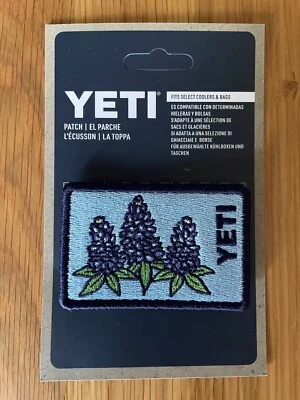 YETI
PATCH | EL PARCHE
L'ÉCUSSON | LA TOPPA
FITS SELECT COOLERS & BAGS
ES COMPATIBLE CON DETERMINADAS
HIELERAS Y BOLSAS
S'ADAPTE À UNE SÉLECTION DE
SACS ET GLACIÈRES
SI ADATTA A UNA SELEZIONE DI
GHIACCIAIE E BORSE
FÜR AUSGEWÄHLTE KÜHLBOXEN UND
TASCHEN
YETI